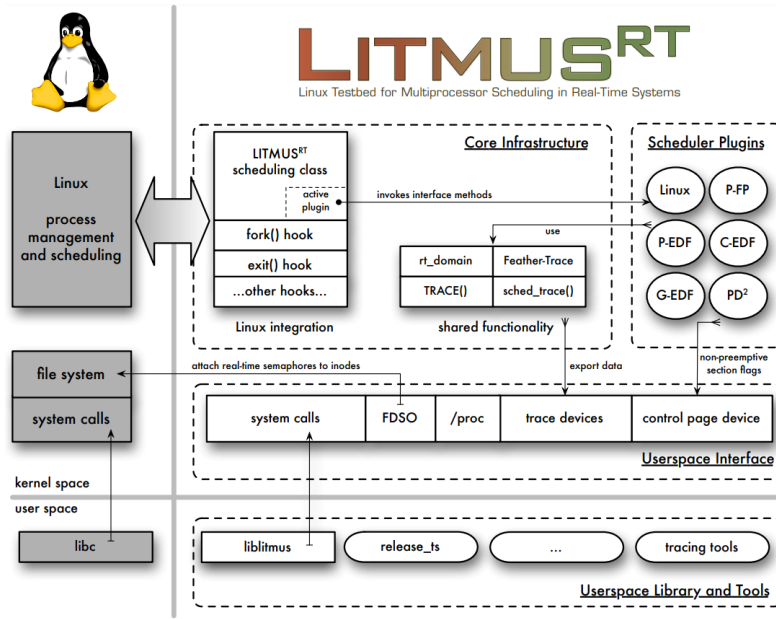 LITMUSRT
Linux Testbed for Multiprocessor Scheduling in Real-Time Systems
Linux
process
management
and scheduling
LITMUSRT
scheduling class
active
plugin
fork() hook
exit() hook
...other hooks...
Linux integration
Core Infrastructure
invokes interface methods
use
rt_domain
Feather-Trace
TRACE()
sched_trace()
shared functionality
Scheduler Plugins
Linux
P-FP
P-EDF
C-EDF
G-EDF
PD2
file system
system calls
attach real-time semaphores to inodes
export data
non-preemptive
section flags
system calls
FDSO
/proc
trace devices
control page device
Userspace Interface
kernel space
user space
libc
liblitmus
release_ts
...
tracing tools
Userspace Library and Tools